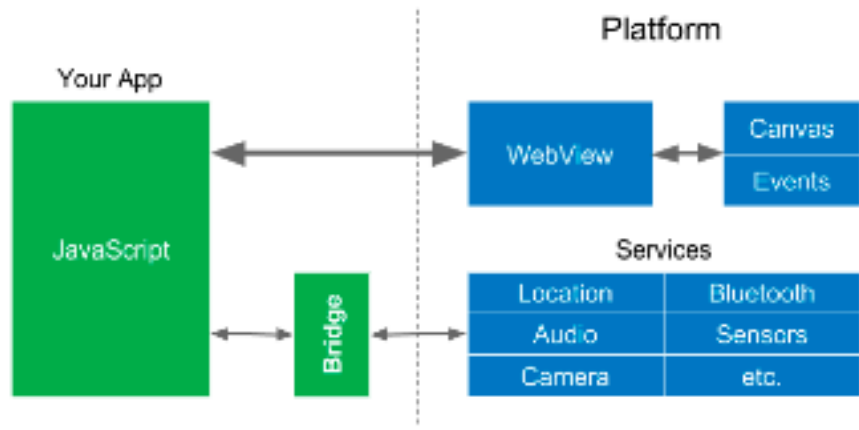 Platform
Your App
JavaScript
Bridge
WebView
Canvas
Events
Services
Location
Bluetooth
Audio
Sensors
Camera
etc.